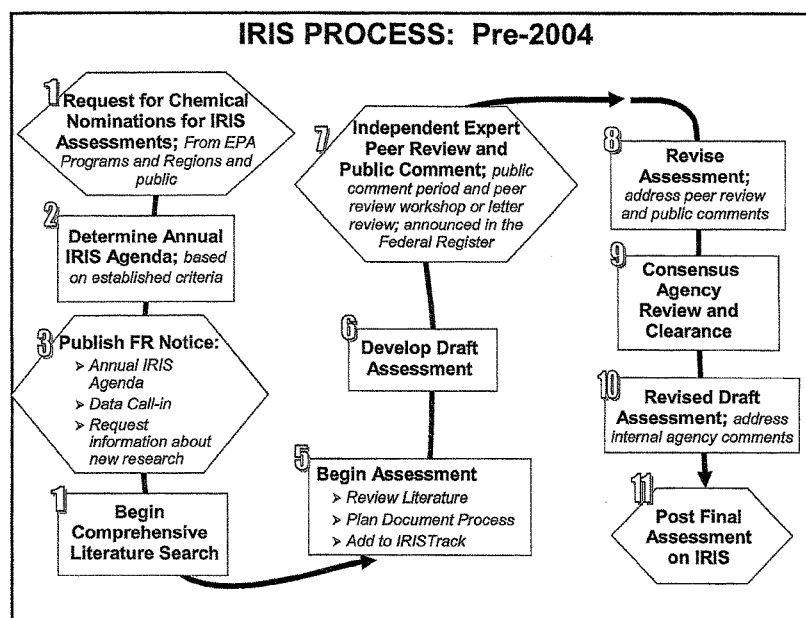 IRIS PROCESS: Pre-2004
1
Request for Chemical
Nominations for IRIS
Assessments; From EPA
Programs and Regions and
public
2
Determine Annual
IRIS Agenda; based
on established criteria
3
Publish FR Notice:
➢ Annual IRIS
Agenda
➢ Data Call-in
➢ Request
information about
new research
1
Begin
Comprehensive
Literature Search
5
Begin Assessment
➢ Review Literature
➢ Plan Document Process
➢ Add to IRISTrack
6
Develop Draft
Assessment
7
Independent Expert
Peer Review and
Public Comment; public
comment period and peer
review workshop or letter
review; announced in the
Federal Register
8
Revise Assessment;
address peer review
and public comments
9
Consensus
Agency
Review and
Clearance
10
Revised Draft
Assessment; address
internal agency comments
11
Post Final
Assessment
on IRIS